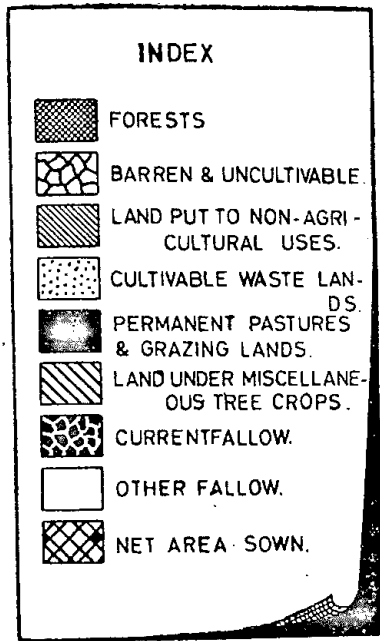 INDEX
FORESTS
BARREN & UNCULTIVABLE.
LAND PUT TO NON-AGRI-
CULTURAL USES.
CULTIVABLE WASTE LAN-
DS.
PERMANENT PASTURES
& GRAZING LANDS.
LAND UNDER MISCELLANE-
OUS TREE CROPS.
CURRENTFALLOW.
OTHER FALLOW.
NET AREA SOWN.